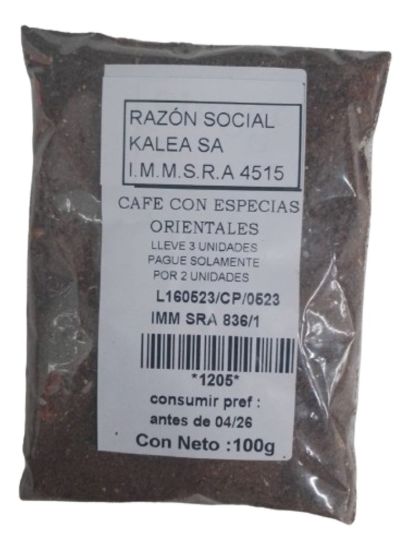 RAZÓN SOCIAL
KALEA SA
I.M.M.S.R.A 4515
CAFE CON ESPECIAS
ORIENTALES
LLEVE 3 UNIDADES
PAGUE SOLAMENTE
POR 2 UNIDADES
L160523/CP/0523
IMM SRA 836/1
*1205*
consumir pref :
antes de 04/26
Con Neto :100g